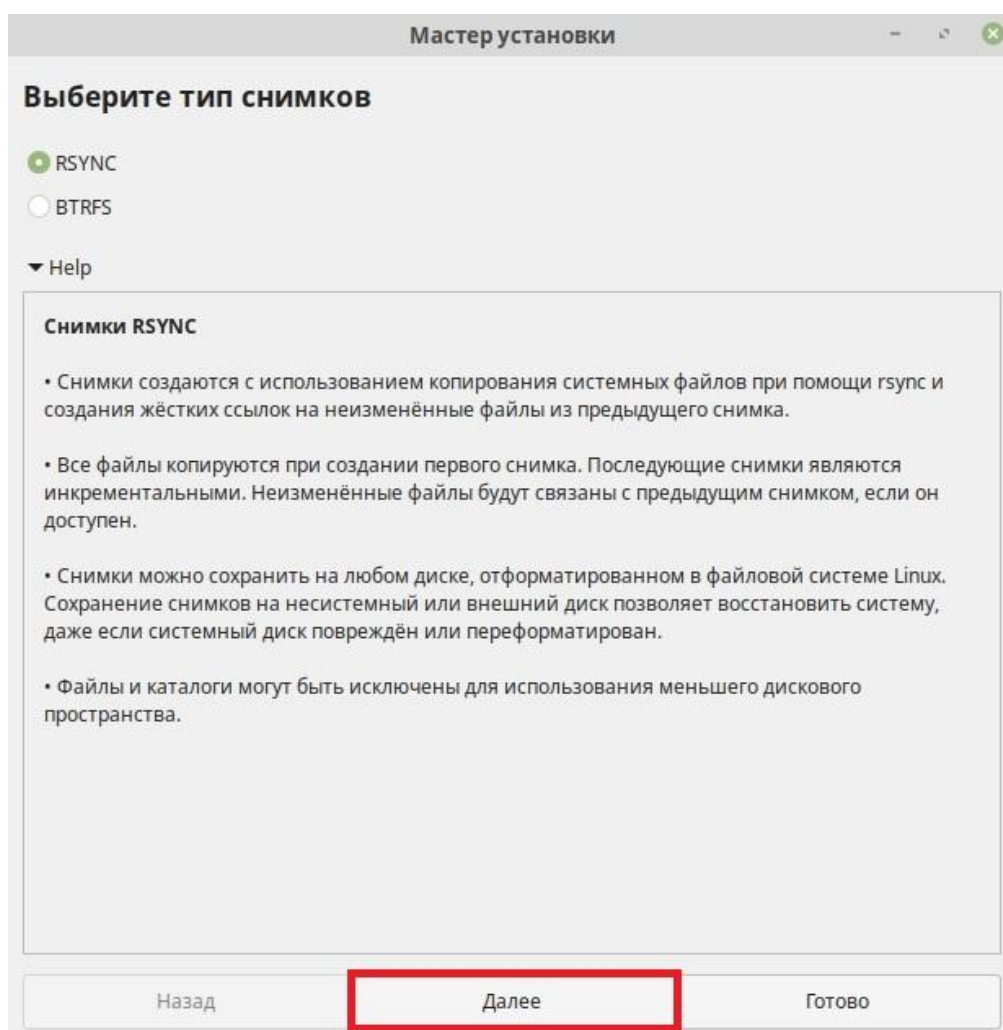 Мастер установки
Выберите тип снимков
RSYNC
BTRFS
Help
Снимки RSYNC
• Снимки создаются с использованием копирования системных файлов при помощи rsync и
создания жёстких ссылок на неизменённые файлы из предыдущего снимка.
• Все файлы копируются при создании первого снимка. Последующие снимки являются
инкрементальными. Неизменённые файлы будут связаны с предыдущим снимком, если он
доступен.
• Снимки можно сохранить на любом диске, отформатированном в файловой системе Linux.
Сохранение снимков на несистемный или внешний диск позволяет восстановить систему,
даже если системный диск повреждён или переформатирован.
• Файлы и каталоги могут быть исключены для использования меньшего дискового
пространства.
Назад
Далее
Готово